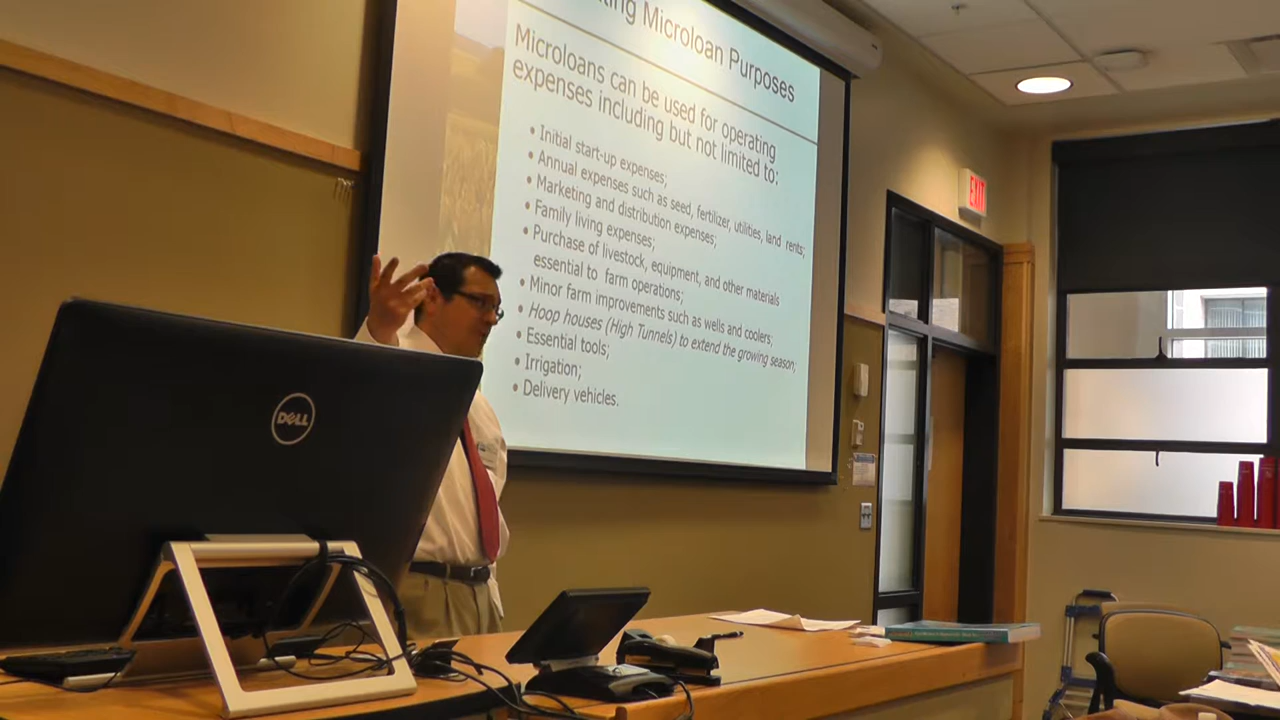 Microloan Purposes
Microloans can be used for operating
expenses including but not limited to:
• Initial start-up expenses;
• Annual expenses such as seed, fertilizer, utilities, land rents;
• Marketing and distribution expenses;
• Family living expenses;
• Purchase of livestock, equipment, and other materials
essential to farm operations;
• Minor farm improvements such as wells and coolers;
• Hoop houses (High Tunnels) to extend the growing season;
• Essential tools;
• Irrigation;
• Delivery vehicles.
EXIT
DELL